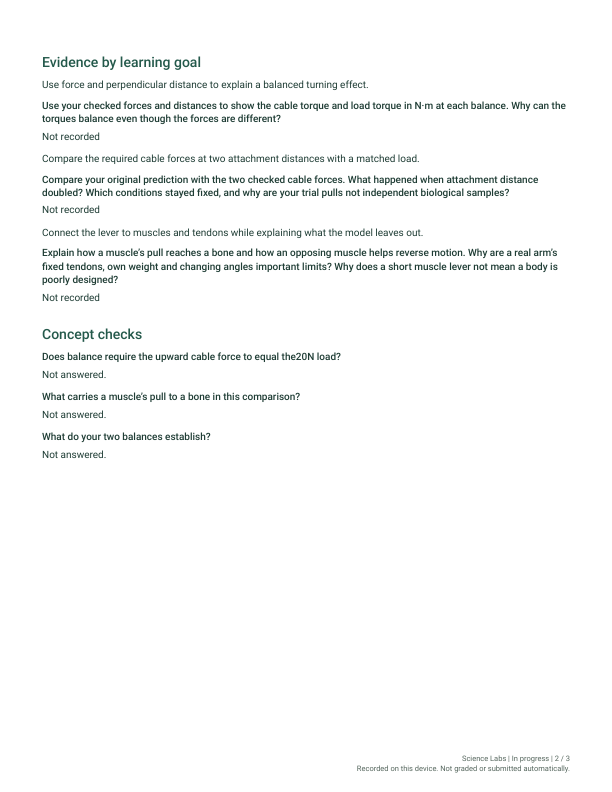 Evidence by learning goal
Use force and perpendicular distance to explain a balanced turning effect.
Use your checked forces and distances to show the cable torque and load torque in N·m at each balance. Why can the
torques balance even though the forces are different?
Not recorded
Compare the required cable forces at two attachment distances with a matched load.
Compare your original prediction with the two checked cable forces. What happened when attachment distance
doubled? Which conditions stayed fixed, and why are your trial pulls not independent biological samples?
Not recorded
Connect the lever to muscles and tendons while explaining what the model leaves out.
Explain how a muscle’s pull reaches a bone and how an opposing muscle helps reverse motion. Why are a real arm’s
fixed tendons, own weight and changing angles important limits? Why does a short muscle lever not mean a body is
poorly designed?
Not recorded
Concept checks
Does balance require the upward cable force to equal the20N load?
Not answered.
What carries a muscle’s pull to a bone in this comparison?
Not answered.
What do your two balances establish?
Not answered.
Science Labs | In progress | 2 / 3
Recorded on this device. Not graded or submitted automatically.